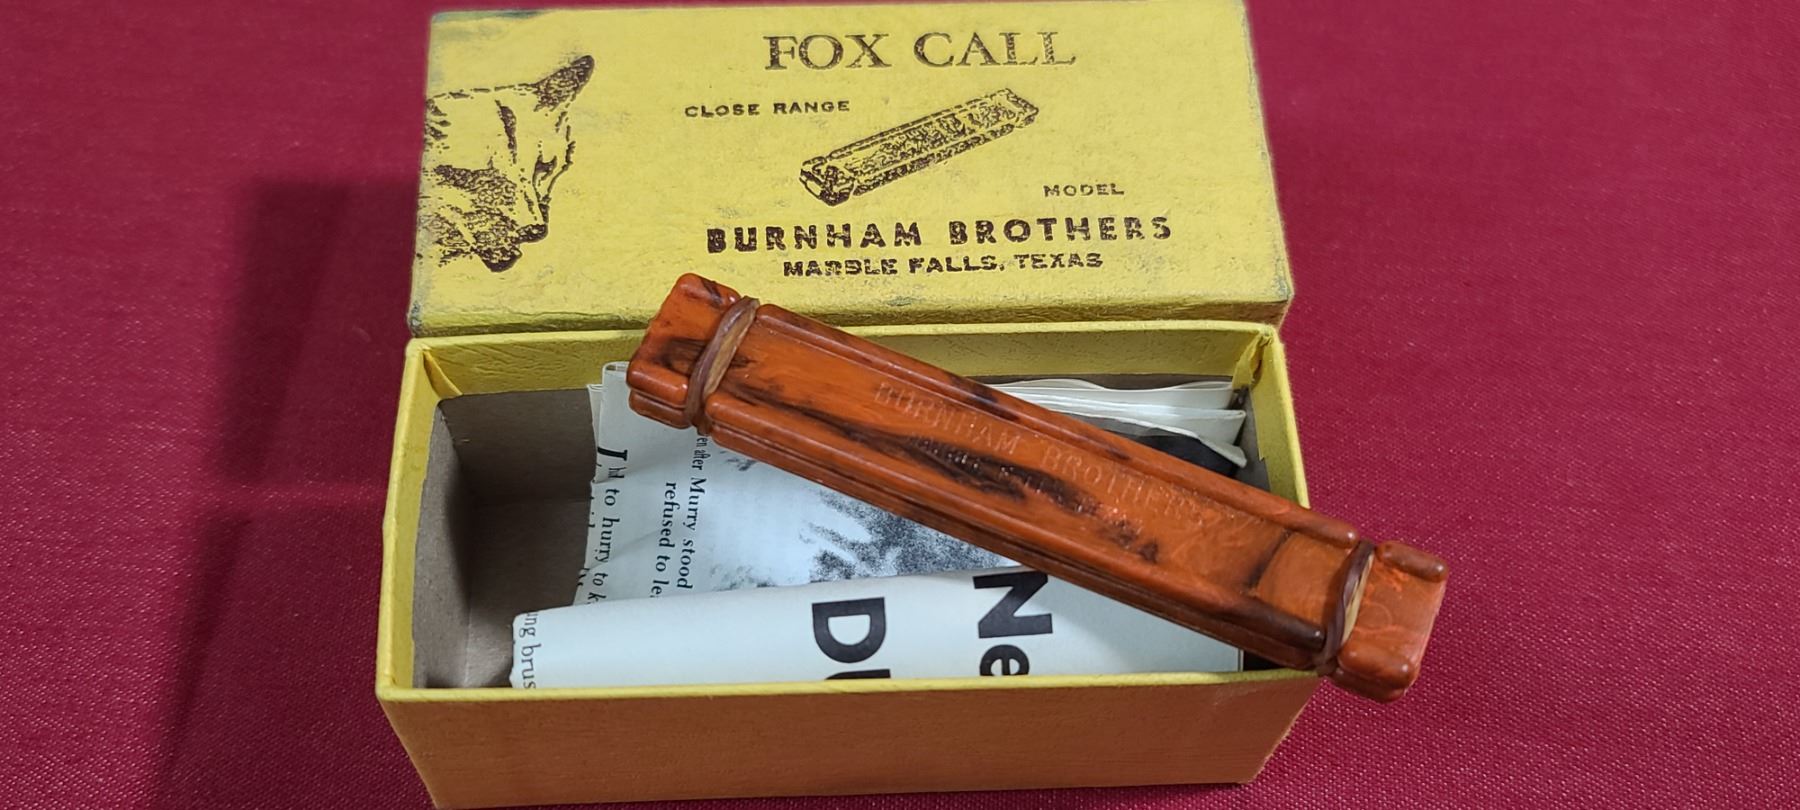 FOX CALL
CLOSE RANGE
MODEL
BURNHAM BROTHERS
MARBLE FALLS, TEXAS
BURNHAM BROTHERS
after Murry stood
refused to
to hurry to
Ne
D